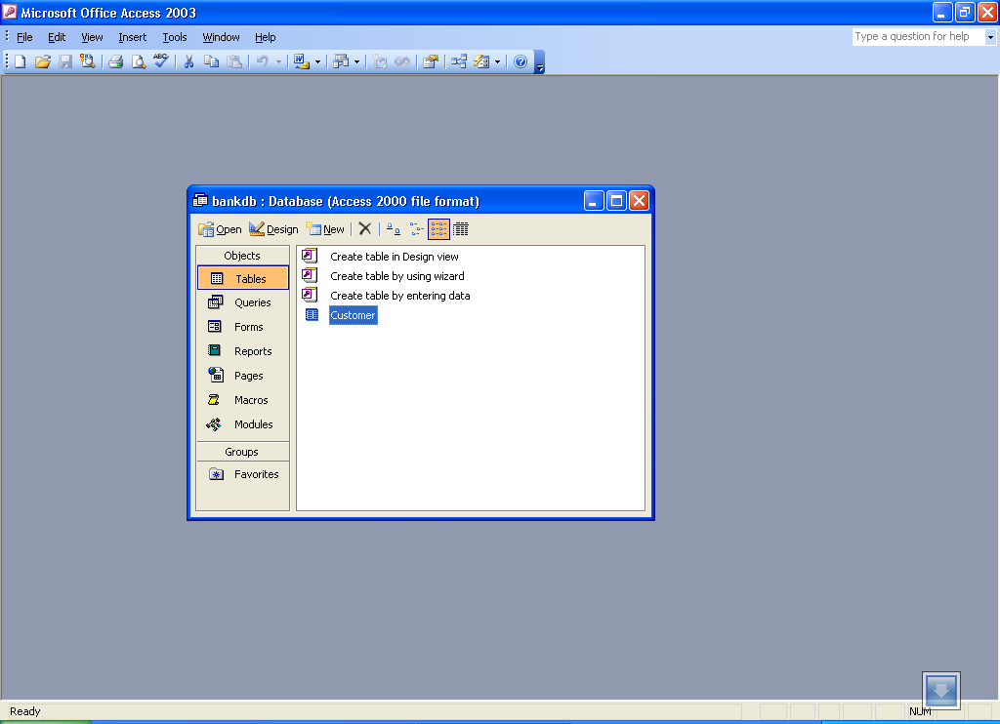 Microsoft Office Access 2003
File Edit View Insert Tools Window Help
Type a question for help
ABC
bankdb : Database (Access 2000 file format)
Open Design New
Objects
Tables
Queries
Forms
Reports
Pages
Macros
Modules
Groups
Favorites
Create table in Design view
Create table by using wizard
Create table by entering data
Customer
Ready
NUM